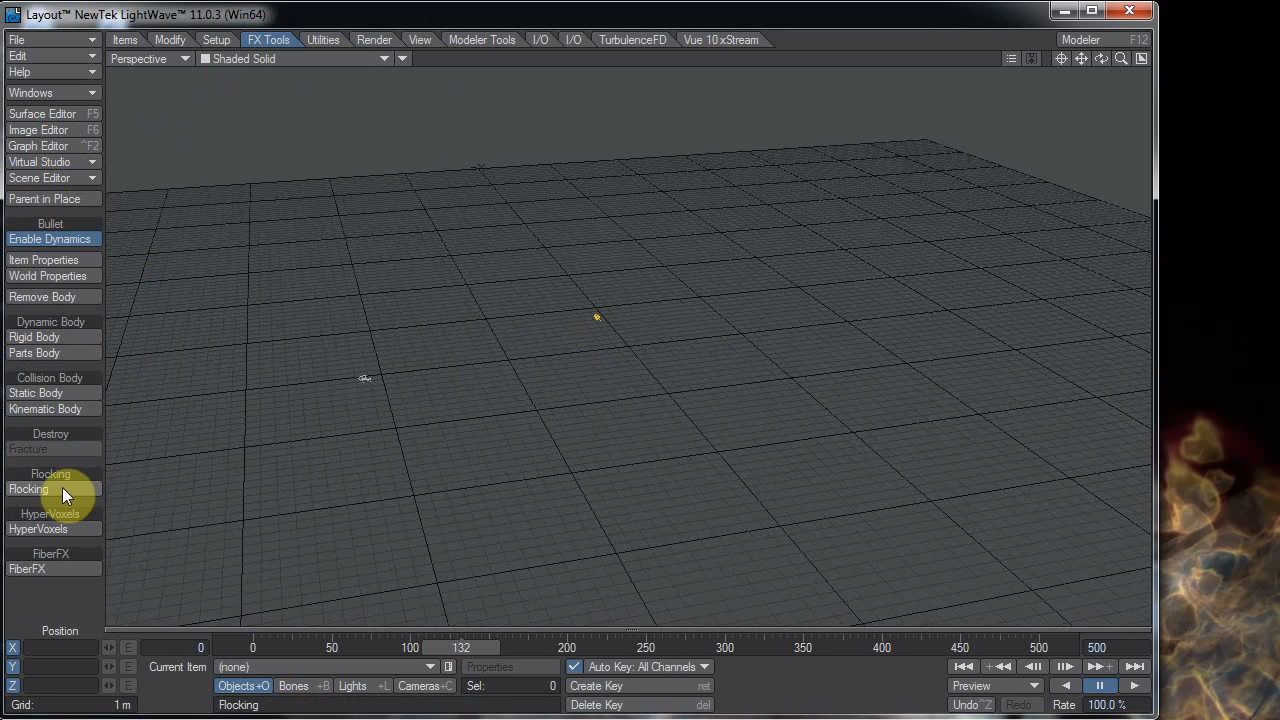 Layout™ NewTek LightWave™ 11.0.3 (Win64)
File Items Modify Setup FX Tools Utilities Render View Modeler Tools I/O I/O TurbulenceFD Vue 10 xStream Modeler F12
Edit Perspective Shaded Solid
Help
Windows
Surface Editor F5
Image Editor F6
Graph Editor ^F2
Virtual Studio
Scene Editor
Parent in Place
Bullet
Enable Dynamics
Item Properties
World Properties
Remove Body
Dynamic Body
Rigid Body
Parts Body
Collision Body
Static Body
Kinematic Body
Destroy
Fracture
Flocking
Flocking
HyperVoxels
HyperVoxels
FiberFX
FiberFX
Position
X E 0 0 50 100 132 200 250 300 350 400 450 500 500
Y E Current Item (none) Properties Auto Key: All Channels
Z E Objects+O Bones +B Lights +L Cameras+C Sel: 0 Create Key ret Preview
Grid: 1 m Flocking Delete Key del Undo^Z Redo Rate 100.0 %